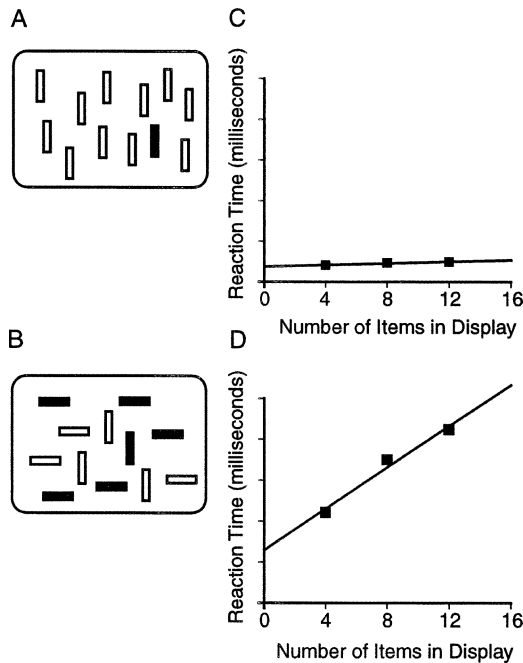 A
C
Reaction Time (milliseconds)
0 4 8 12 16
Number of Items in Display
B
D
Reaction Time (milliseconds)
0 4 8 12 16
Number of Items in Display